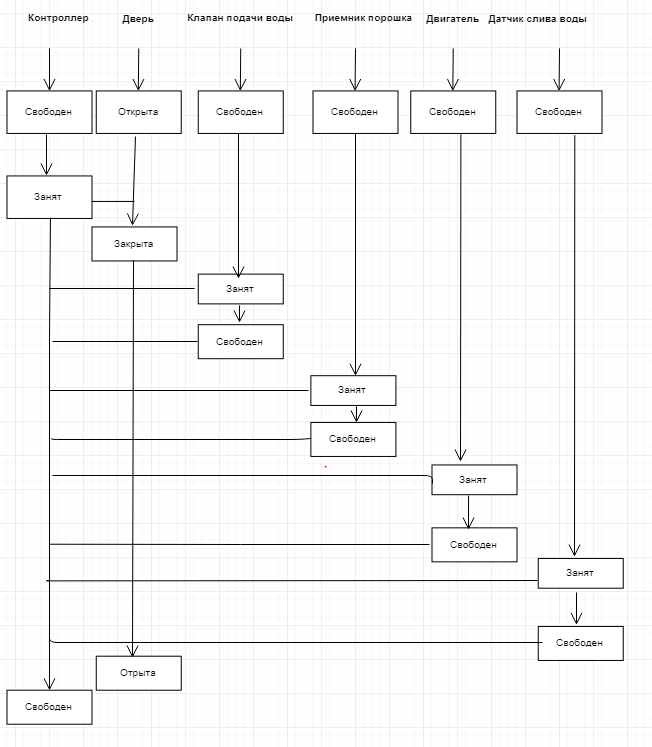 Контроллер Дверь Клапан подачи воды Приемник порошка Двигатель Датчик слива воды
Свободен Открыта Свободен Свободен Свободен Свободен
Занят
Закрыта
Занят
Свободен
Занят
Свободен
Занят
Свободен
Занят
Свободен
Отрыта
Свободен